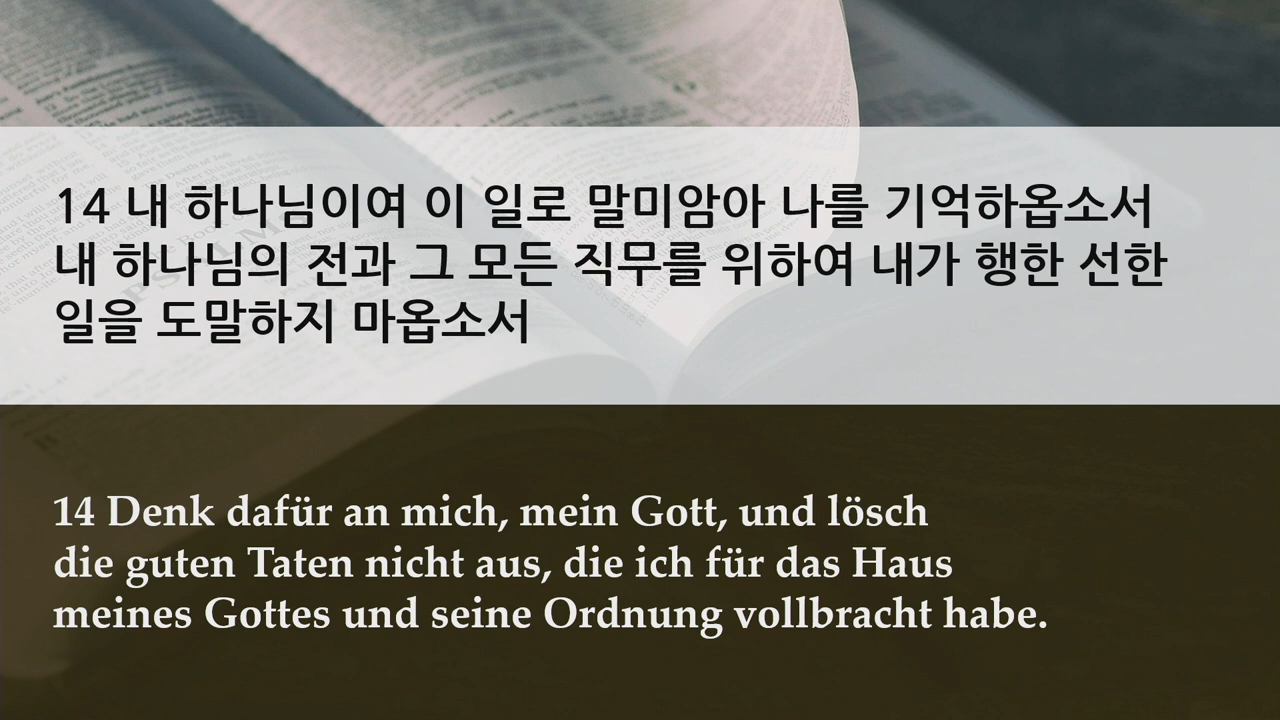 14 내 하나님이여 이 일로 말미암아 나를 기억하옵소서
내 하나님의 전과 그 모든 직무를 위하여 내가 행한 선한
일을 도말하지 마옵소서
14 Denk dafür an mich, mein Gott, und lösch
die guten Taten nicht aus, die ich für das Haus
meines Gottes und seine Ordnung vollbracht habe.